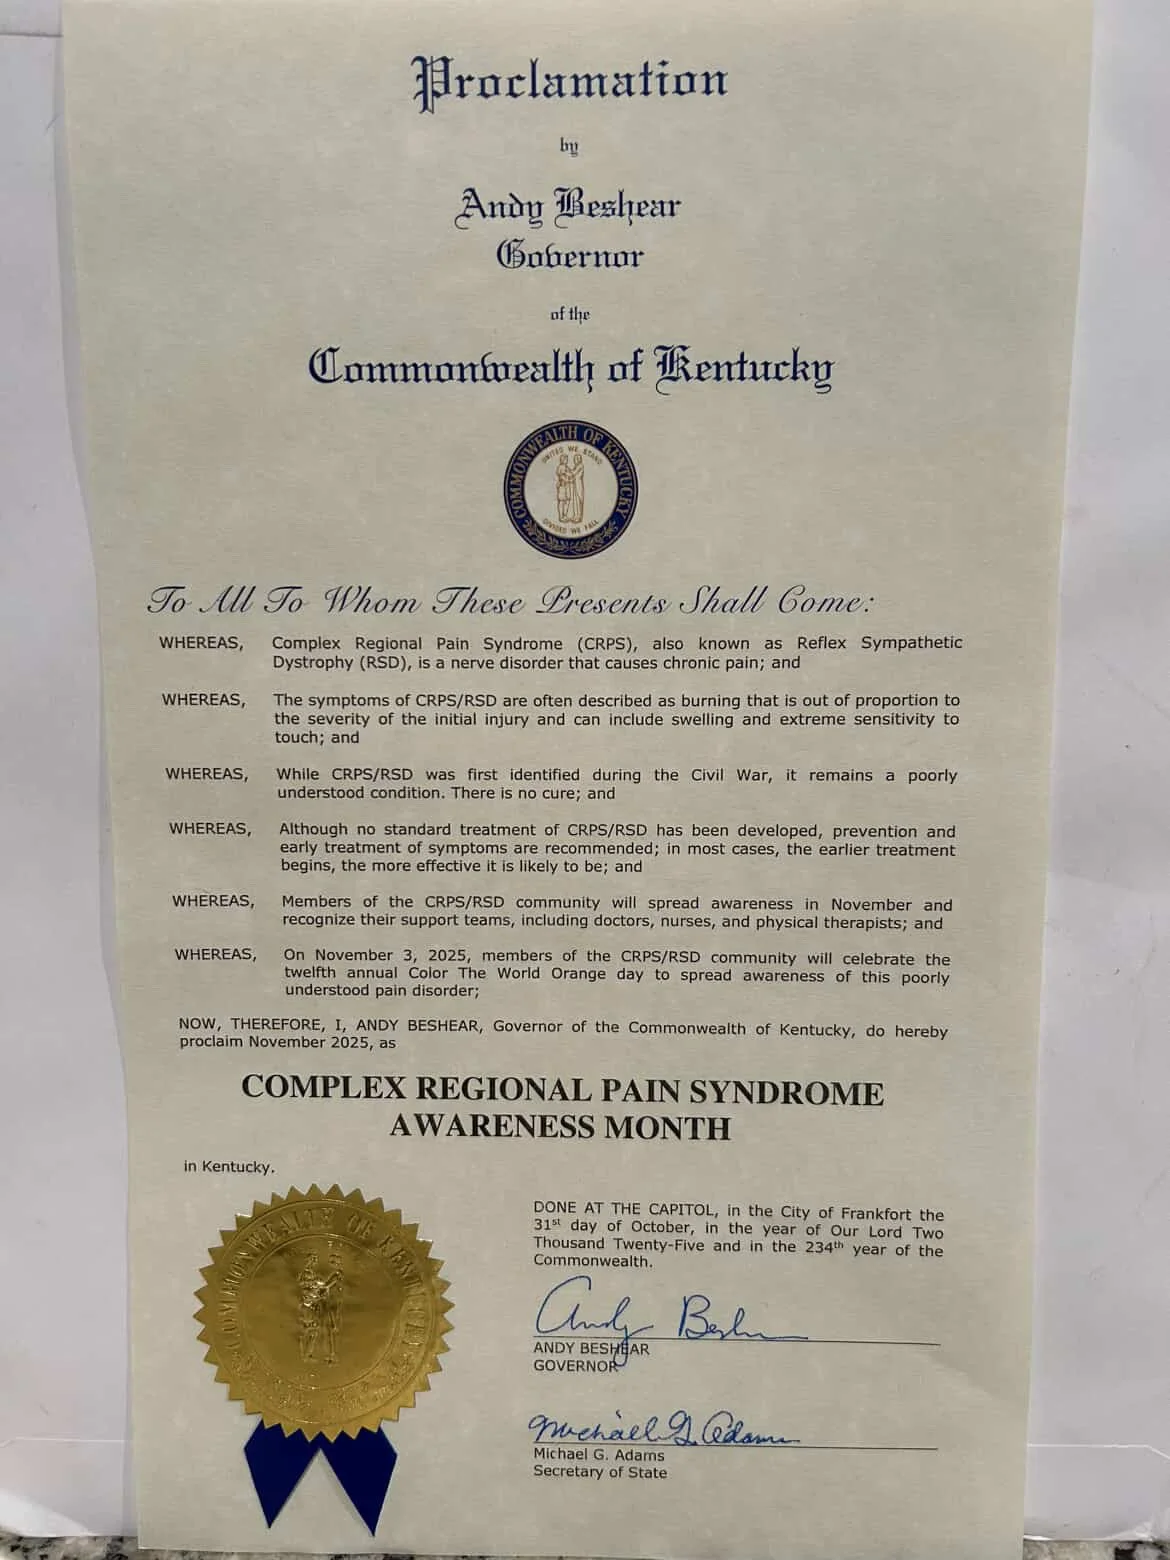 Proclamation
by
Andy Beshear
Governor
of the
Commonwealth of Kentucky
COMMONWEALTH OF KENTUCKY
UNITED WE STAND
DIVIDED WE FALL
To All To Whom These Presents Shall Come:
WHEREAS, Complex Regional Pain Syndrome (CRPS), also known as Reflex Sympathetic
Dystrophy (RSD), is a nerve disorder that causes chronic pain; and
WHEREAS, The symptoms of CRPS/RSD are often described as burning that is out of proportion to
the severity of the initial injury and can include swelling and extreme sensitivity to
touch; and
WHEREAS, While CRPS/RSD was first identified during the Civil War, it remains a poorly
understood condition. There is no cure; and
WHEREAS, Although no standard treatment of CRPS/RSD has been developed, prevention and
early treatment of symptoms are recommended; in most cases, the earlier treatment
begins, the more effective it is likely to be; and
WHEREAS, Members of the CRPS/RSD community will spread awareness in November and
recognize their support teams, including doctors, nurses, and physical therapists; and
WHEREAS, On November 3, 2025, members of the CRPS/RSD community will celebrate the
twelfth annual Color The World Orange day to spread awareness of this poorly
understood pain disorder;
NOW, THEREFORE, I, ANDY BESHEAR, Governor of the Commonwealth of Kentucky, do hereby
proclaim November 2025, as
COMPLEX REGIONAL PAIN SYNDROME
AWARENESS MONTH
in Kentucky.
COMMONWEALTH OF KENTUCKY
DONE AT THE CAPITOL, in the City of Frankfort the
31st day of October, in the year of Our Lord Two
Thousand Twenty-Five and in the 234th year of the
Commonwealth.
Andy Beshear
ANDY BESHEAR
GOVERNOR
Michael G. Adams
Michael G. Adams
Secretary of State